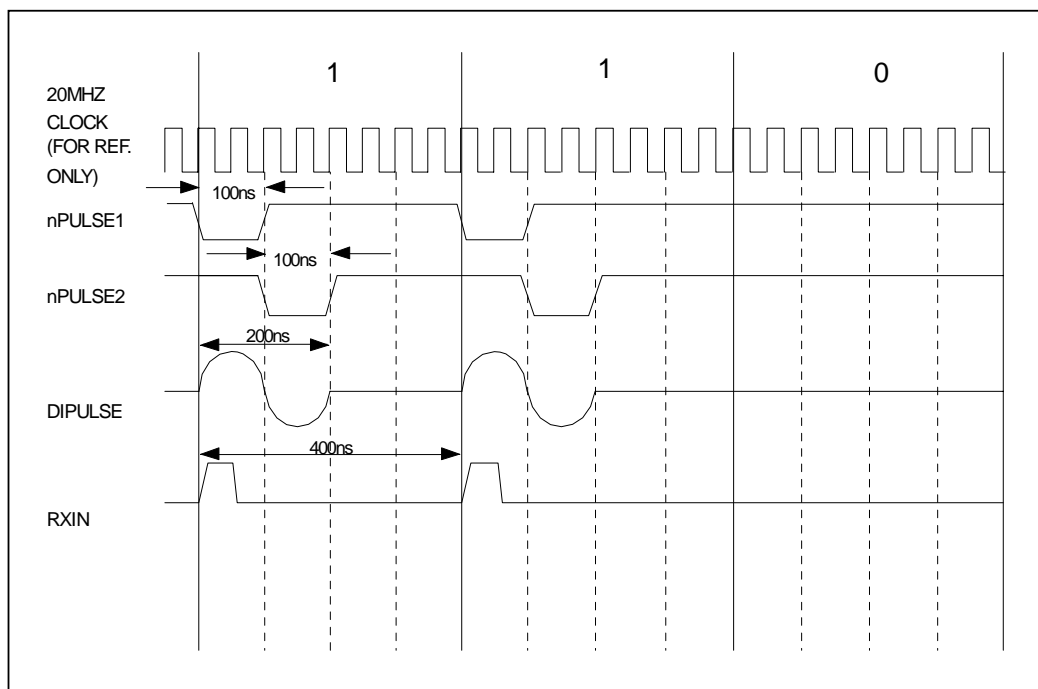 1
1
0
20MHZ
CLOCK
(FOR REF.
ONLY)
100ns
nPULSE1
100ns
nPULSE2
200ns
DIPULSE
400ns
RXIN